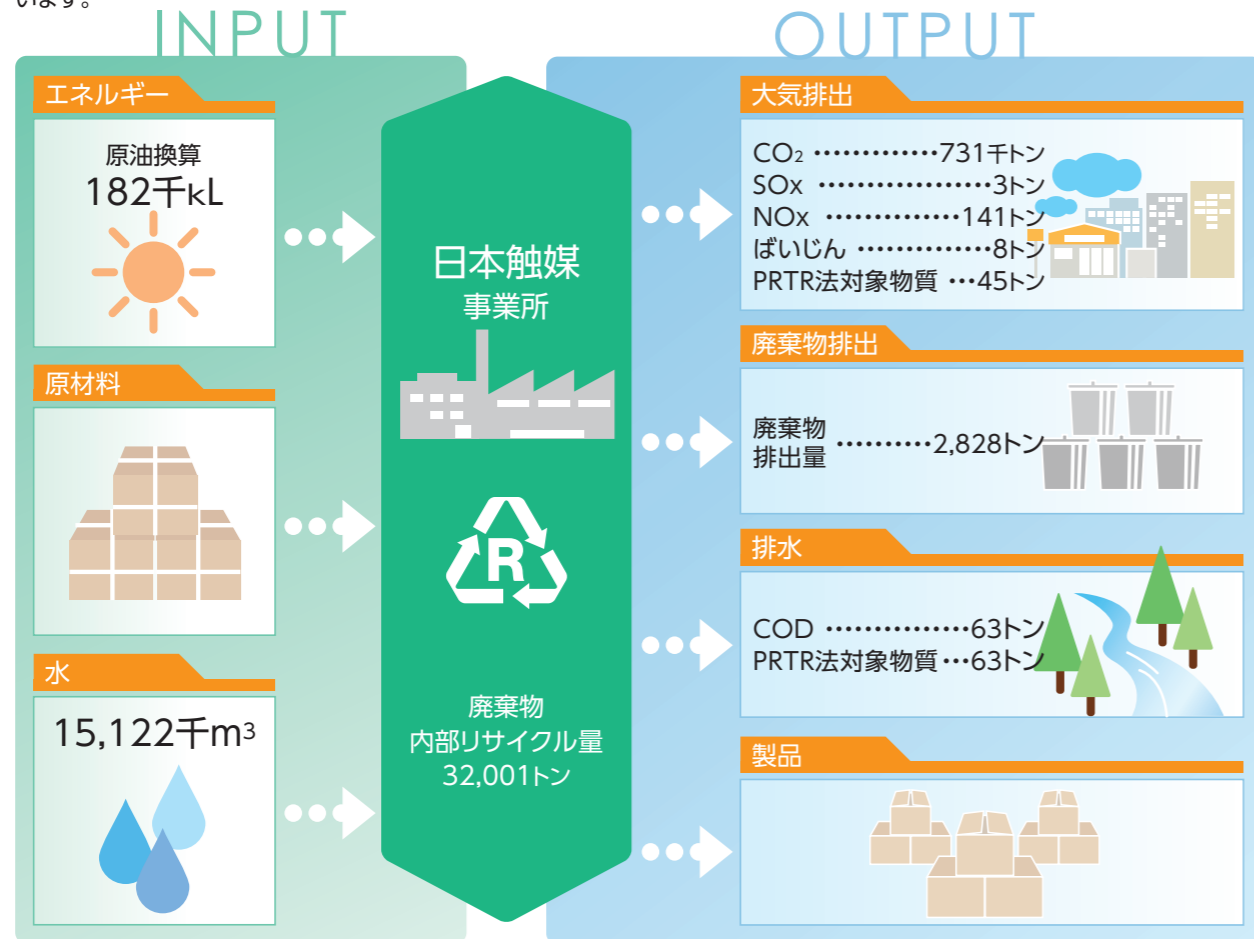 います。
INPUT
OUTPUT
エネルギー
原油換算
182千kL
原材料
水
15,122千m³
日本触媒
事業所
R
廃棄物
内部リサイクル量
32,001トン
大気排出
CO₂ ·············731千トン
SOx ··················3トン
NOx ··············141トン
ばいじん ··············8トン
PRTR法対象物質 ···45トン
廃棄物排出
廃棄物
排出量 ··········2,828トン
排水
COD ···············63トン
PRTR法対象物質 ···63トン
製品